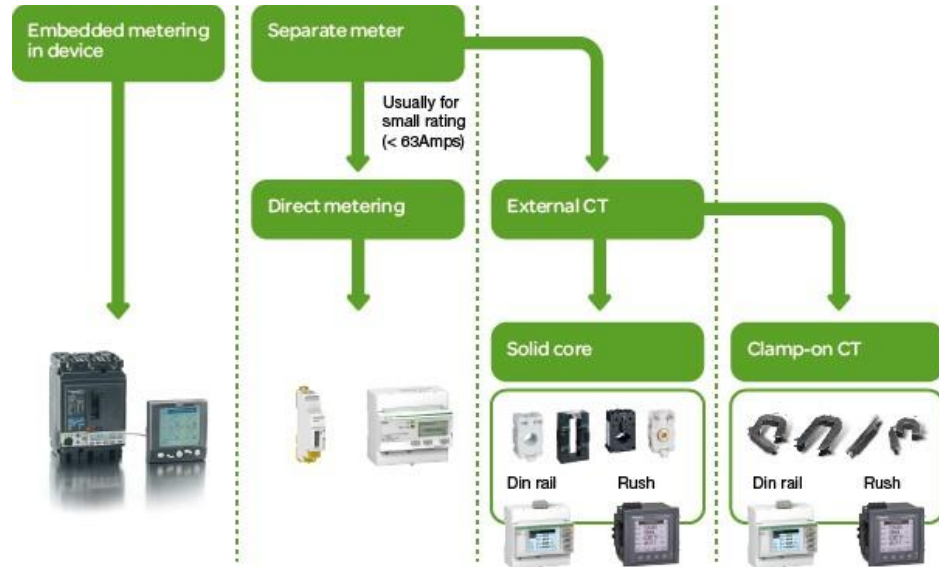 Embedded metering
in device
Separate meter
Usually for
small rating
(< 63Amps)
Direct metering
External CT
Solid core
Clamp-on CT
Din rail
Rush
Din rail
Rush